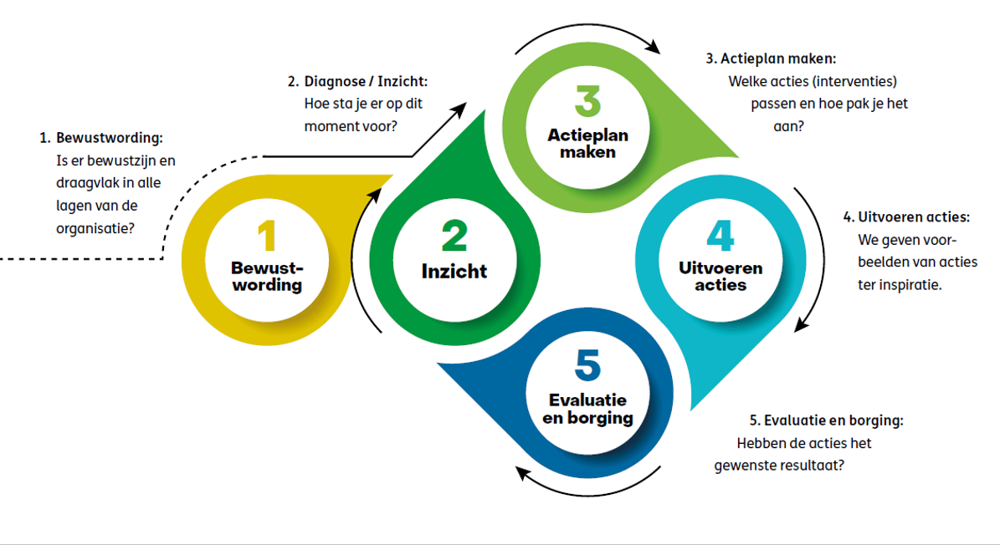 1. Bewustwording:
Is er bewustzijn en
draagvlak in alle
lagen van de
organisatie?
2. Diagnose / Inzicht:
Hoe sta je er op dit
moment voor?
3. Actieplan maken:
Welke acties (interventies)
passen en hoe pak je het
aan?
4. Uitvoeren acties:
We geven voor-
beelden van acties
ter inspiratie.
5. Evaluatie en borging:
Hebben de acties het
gewenste resultaat?
1
Bewust-
wording
2
Inzicht
3
Actieplan
maken
4
Uitvoeren
acties
5
Evaluatie
en borging